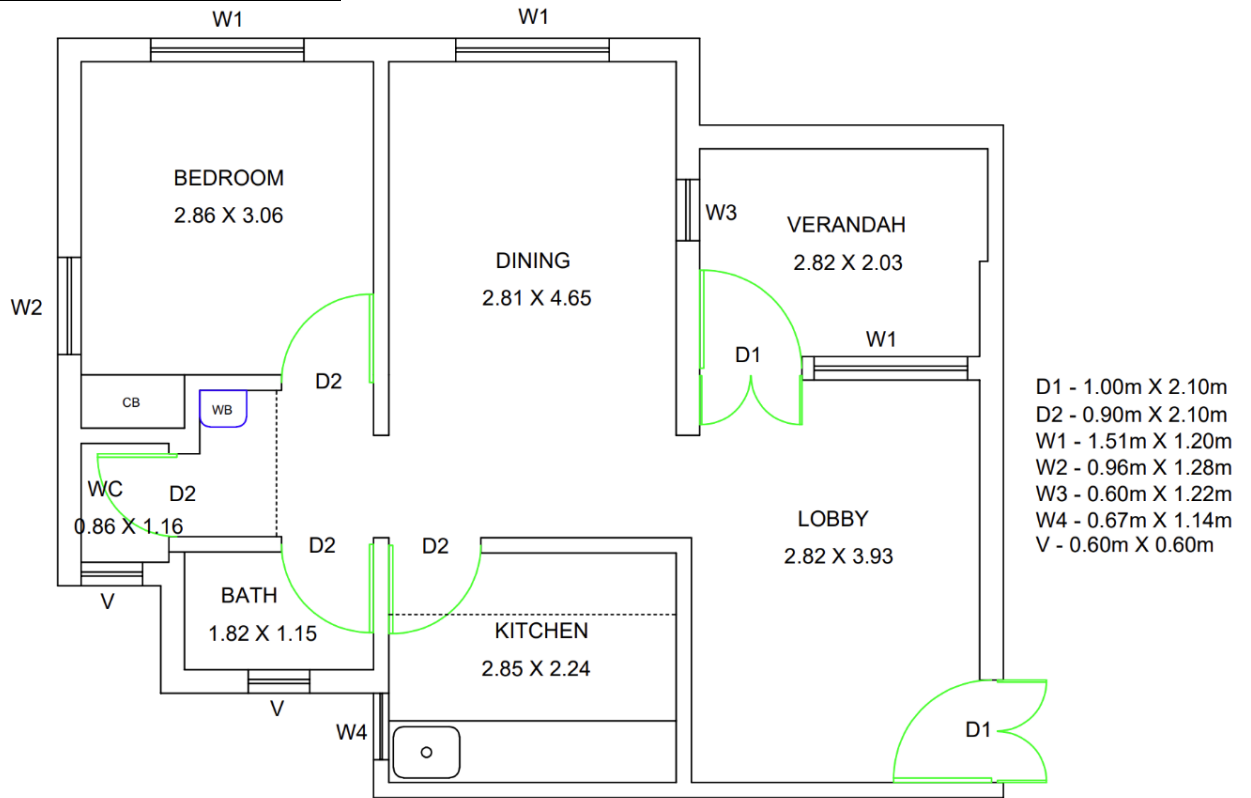 W1
W1
BEDROOM
2.86 X 3.06
W3
VERANDAH
2.82 X 2.03
DINING
2.81 X 4.65
W2
W1
D1
D2
CB
WB
D1 - 1.00m X 2.10m
D2 - 0.90m X 2.10m
W1 - 1.51m X 1.20m
W2 - 0.96m X 1.28m
W3 - 0.60m X 1.22m
W4 - 0.67m X 1.14m
V - 0.60m X 0.60m
WC
0.86 X 1.16
D2
LOBBY
2.82 X 3.93
D2
D2
V
BATH
1.82 X 1.15
KITCHEN
2.85 X 2.24
V
W4
D1